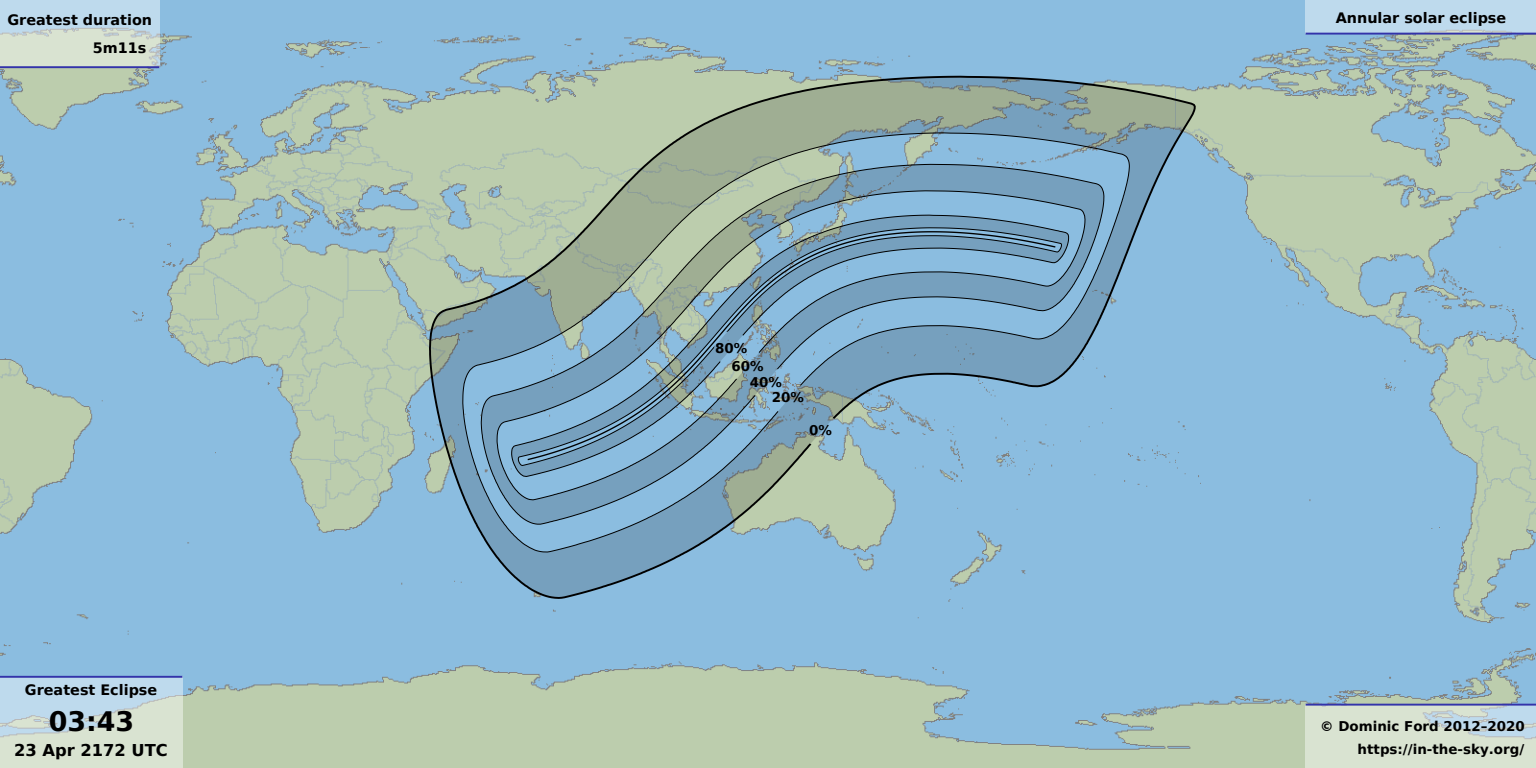 Greatest duration
5m11s
Annular solar eclipse
80%
60%
40%
20%
0%
Greatest Eclipse
03:43
23 Apr 2172 UTC
© Dominic Ford 2012–2020
https://in-the-sky.org/